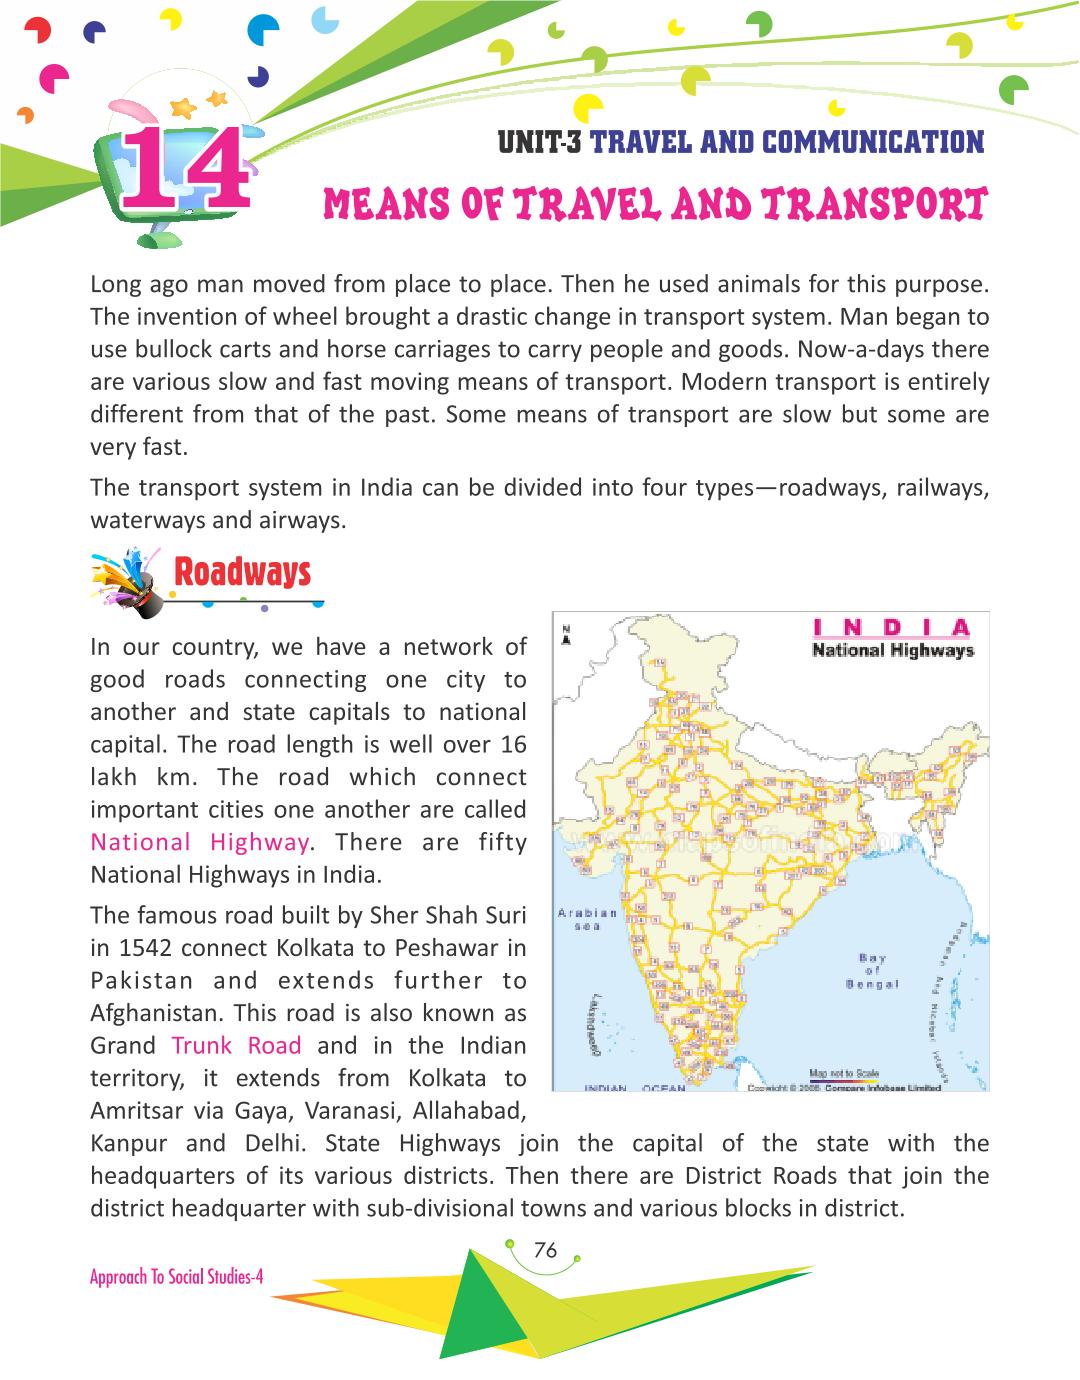 14
UNIT-3 TRAVEL AND COMMUNICATION
MEANS OF TRAVEL AND TRANSPORT
Long ago man moved from place to place. Then he used animals for this purpose.
The invention of wheel brought a drastic change in transport system. Man began to
use bullock carts and horse carriages to carry people and goods. Now-a-days there
are various slow and fast moving means of transport. Modern transport is entirely
different from that of the past. Some means of transport are slow but some are
very fast.
The transport system in India can be divided into four types—roadways, railways,
waterways and airways.
Roadways
In our country, we have a network of
good roads connecting one city to
another and state capitals to national
capital. The road length is well over 16
lakh km. The road which connect
important cities one another are called
National Highway. There are fifty
National Highways in India.
The famous road built by Sher Shah Suri
in 1542 connect Kolkata to Peshawar in
Pakistan and extends further to
Afghanistan. This road is also known as
Grand Trunk Road and in the Indian
territory, it extends from Kolkata to
Amritsar via Gaya, Varanasi, Allahabad,
Kanpur and Delhi. State Highways join the capital of the state with the
headquarters of its various districts. Then there are District Roads that join the
district headquarter with sub-divisional towns and various blocks in district.
N
INDIA
National Highways
Arabian
sea
Bay
of
Bengal
Andaman And Nicobar Islands
INDIAN OCEAN
Map not to Scale
Copyright © Compare Infobase Limited
76
Approach To Social Studies-4